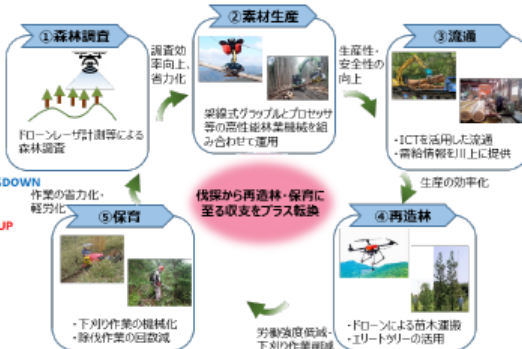 ①森林調査
ドローンレーザ計測等による
森林調査
調査効
率向上、
省力化
②素材生産
架線式グラップルとプロセッサ
等の高性能林業機械を組
み合わせて運用
生産性・
安全性の
向上
③流通
・ICTを活用した流通
・需給情報を川上に提供
生産の効率化
④再造林
・ドローンによる苗木運搬
・エリートツリーの活用
労働強度低減・
下刈り作業削減
⑤保育
・下刈り作業の機械化
・除伐作業の回数減
DOWN
作業の省力化・
軽労化
UP
伐採から再造林・保育に
至る収支をプラス転換